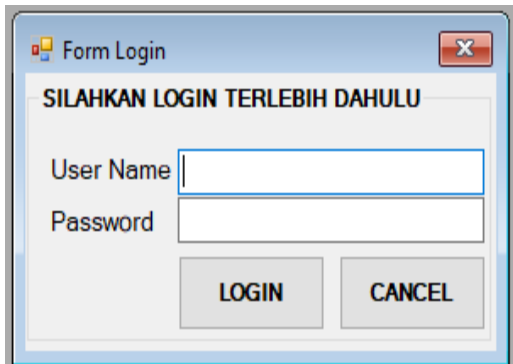 Form Login
SILAHKAN LOGIN TERLEBIH DAHULU
User Name
Password
LOGIN CANCEL